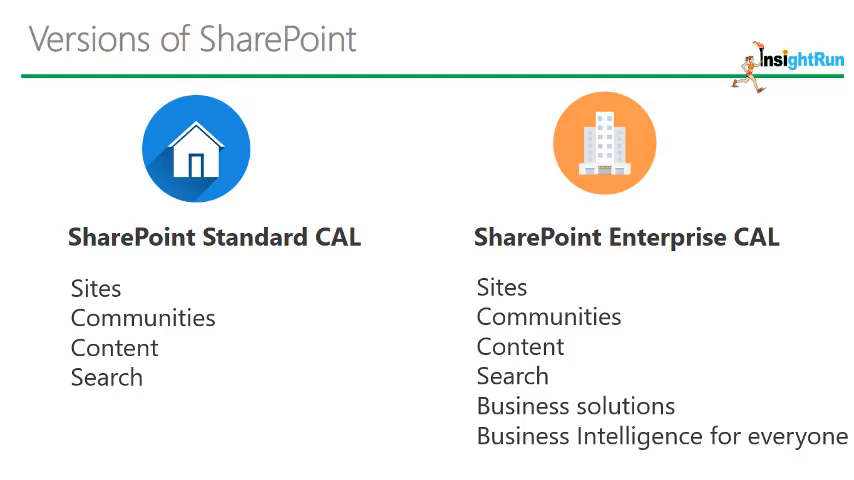 Versions of SharePoint
InsightRun
SharePoint Standard CAL
Sites
Communities
Content
Search
SharePoint Enterprise CAL
Sites
Communities
Content
Search
Business solutions
Business Intelligence for everyone